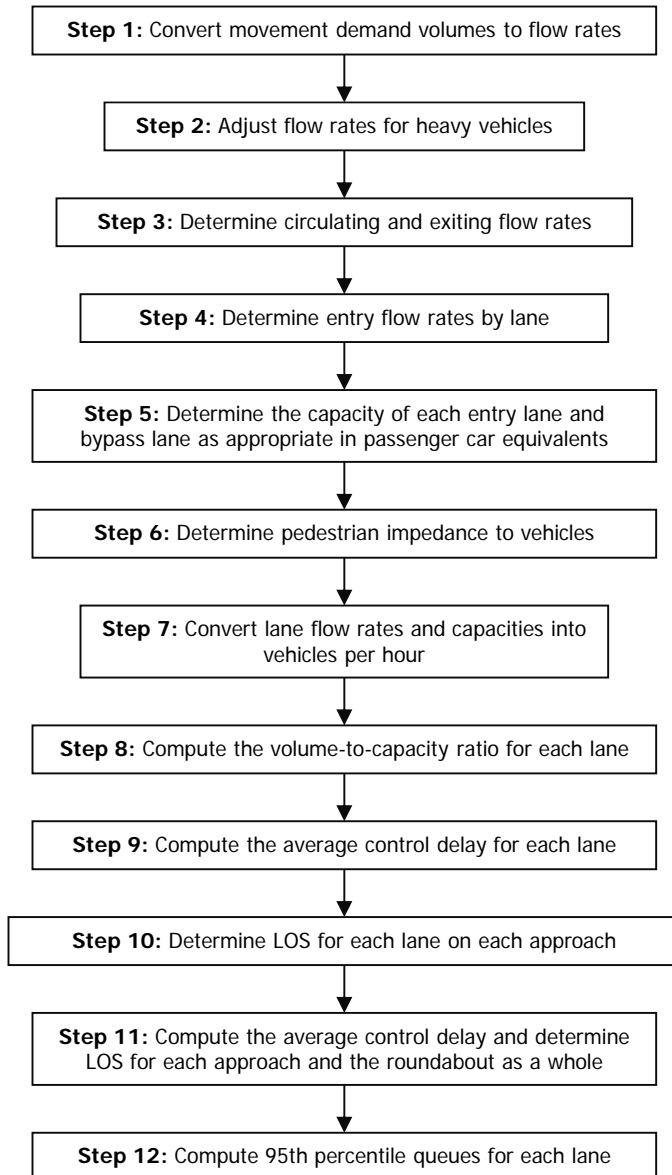 Step 1: Convert movement demand volumes to flow rates
Step 2: Adjust flow rates for heavy vehicles
Step 3: Determine circulating and exiting flow rates
Step 4: Determine entry flow rates by lane
Step 5: Determine the capacity of each entry lane and
bypass lane as appropriate in passenger car equivalents
Step 6: Determine pedestrian impedance to vehicles
Step 7: Convert lane flow rates and capacities into
vehicles per hour
Step 8: Compute the volume-to-capacity ratio for each lane
Step 9: Compute the average control delay for each lane
Step 10: Determine LOS for each lane on each approach
Step 11: Compute the average control delay and determine
LOS for each approach and the roundabout as a whole
Step 12: Compute 95th percentile queues for each lane